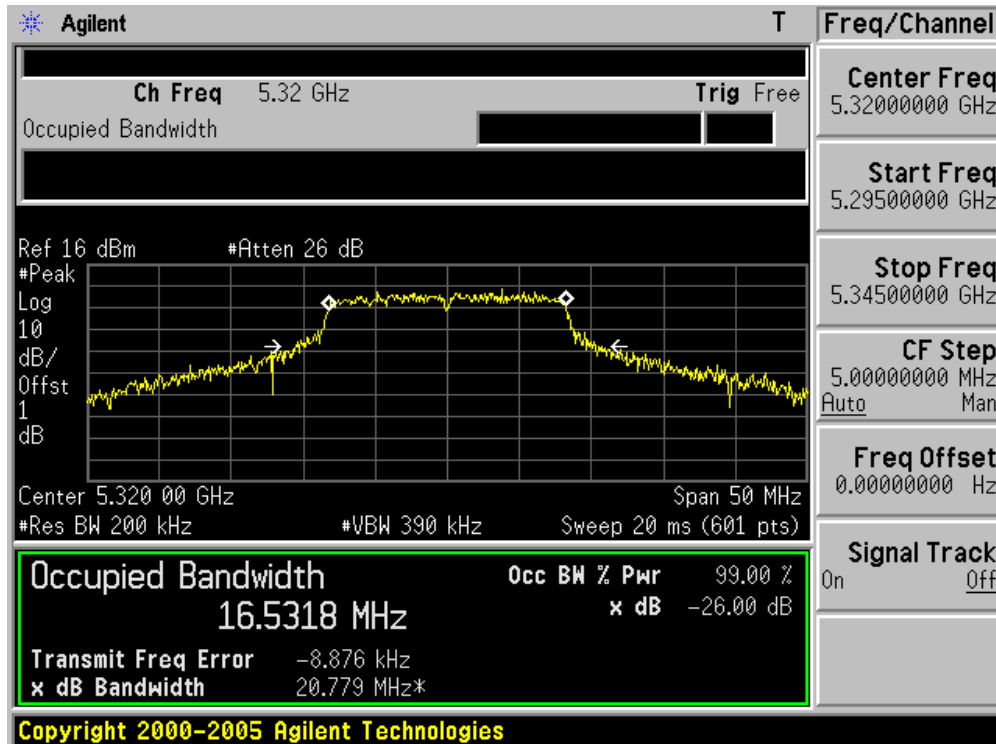 Agilent T Freq/Channel
Ch Freq 5.32 GHz Trig Free
Occupied Bandwidth
Center Freq
5.32000000 GHz
Start Freq
5.29500000 GHz
Stop Freq
5.34500000 GHz
CF Step
5.00000000 MHz
Auto Man
Freq Offset
0.00000000 Hz
Signal Track
On Off
Ref 16 dBm #Atten 26 dB
#Peak
Log
10
dB/
Offst
1
dB
Center 5.320 00 GHz Span 50 MHz
#Res BW 200 kHz #VBW 390 kHz Sweep 20 ms (601 pts)
Occupied Bandwidth Occ BW % Pwr 99.00 %
16.5318 MHz x dB -26.00 dB
Transmit Freq Error -8.876 kHz
x dB Bandwidth 20.779 MHz*
Copyright 2000-2005 Agilent Technologies